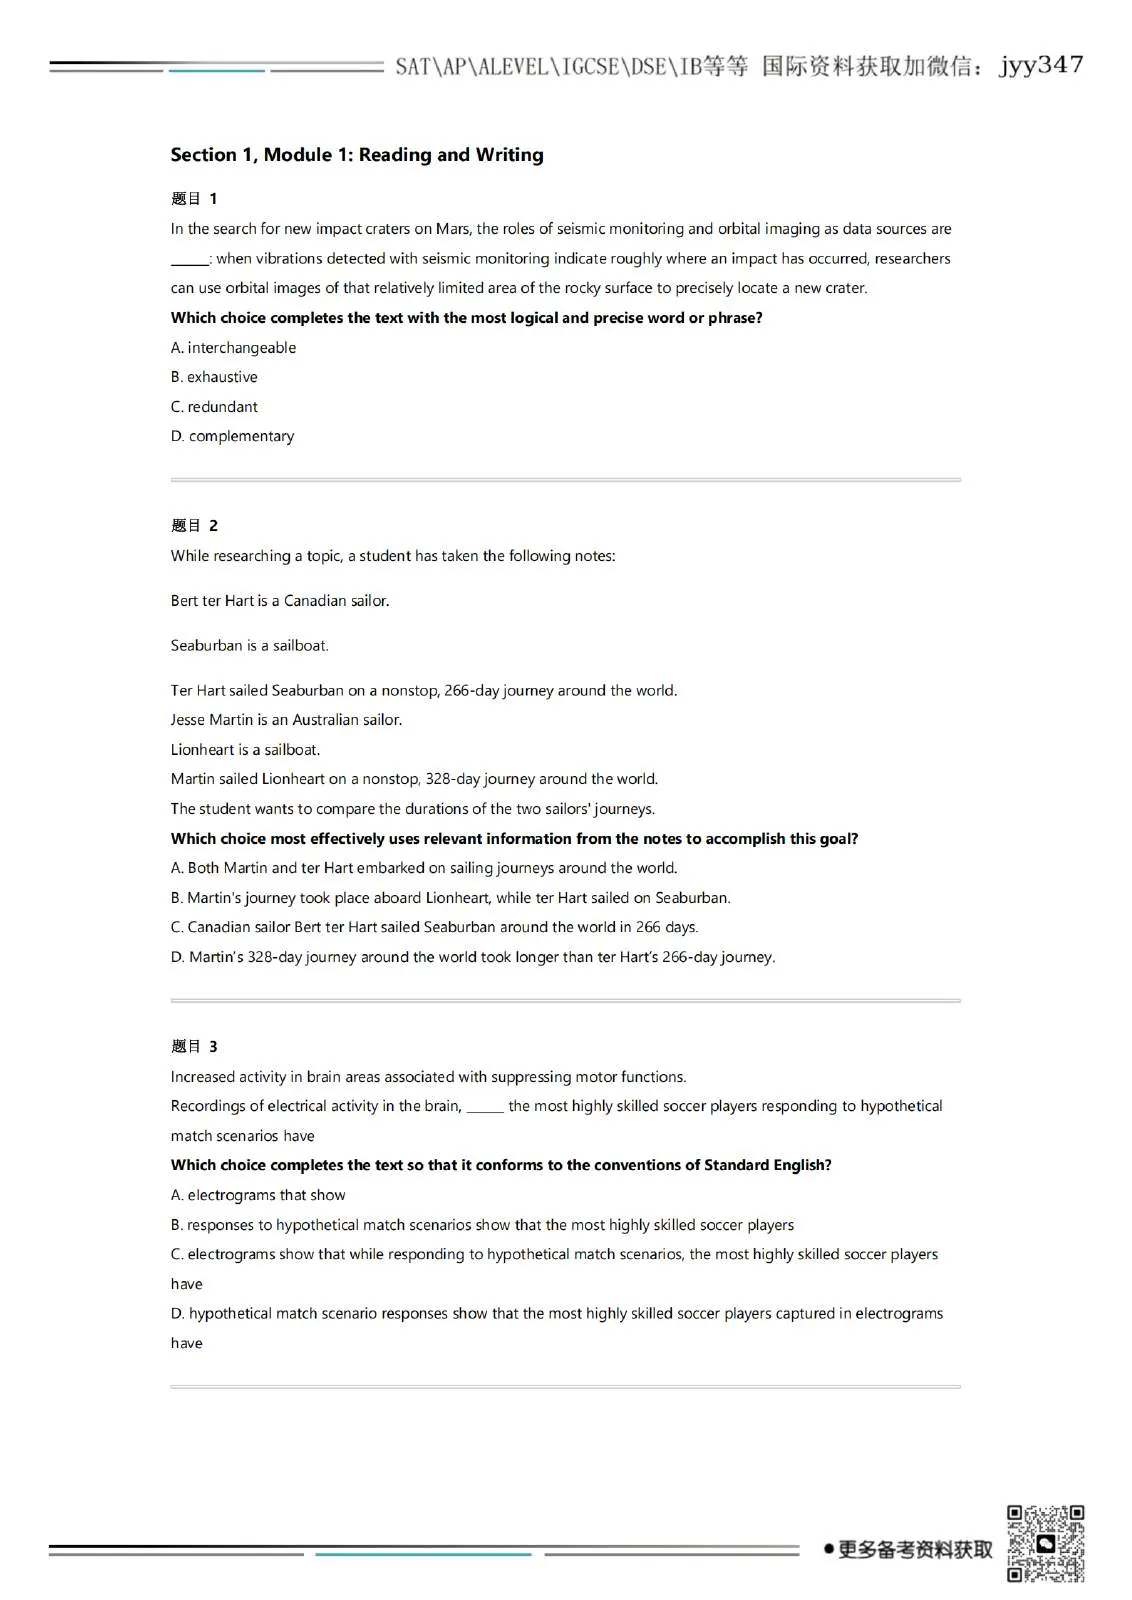 SAT\AP\ALEVEL\IGCSE\DSE\IB等等 国际资料获取加微信：jyy347
Section 1, Module 1: Reading and Writing
题目 1
In the search for new impact craters on Mars, the roles of seismic monitoring and orbital imaging as data sources are
_____: when vibrations detected with seismic monitoring indicate roughly where an impact has occurred, researchers
can use orbital images of that relatively limited area of the rocky surface to precisely locate a new crater.
Which choice completes the text with the most logical and precise word or phrase?
A. interchangeable
B. exhaustive
C. redundant
D. complementary
题目 2
While researching a topic, a student has taken the following notes:
Bert ter Hart is a Canadian sailor.
Seaburban is a sailboat.
Ter Hart sailed Seaburban on a nonstop, 266-day journey around the world.
Jesse Martin is an Australian sailor.
Lionheart is a sailboat.
Martin sailed Lionheart on a nonstop, 328-day journey around the world.
The student wants to compare the durations of the two sailors' journeys.
Which choice most effectively uses relevant information from the notes to accomplish this goal?
A. Both Martin and ter Hart embarked on sailing journeys around the world.
B. Martin's journey took place aboard Lionheart, while ter Hart sailed on Seaburban.
C. Canadian sailor Bert ter Hart sailed Seaburban around the world in 266 days.
D. Martin's 328-day journey around the world took longer than ter Hart's 266-day journey.
题目 3
Increased activity in brain areas associated with suppressing motor functions.
Recordings of electrical activity in the brain, _____ the most highly skilled soccer players responding to hypothetical
match scenarios have
Which choice completes the text so that it conforms to the conventions of Standard English?
A. electrograms that show
B. responses to hypothetical match scenarios show that the most highly skilled soccer players
C. electrograms show that while responding to hypothetical match scenarios, the most highly skilled soccer players
have
D. hypothetical match scenario responses show that the most highly skilled soccer players captured in electrograms
have
●更多备考资料获取